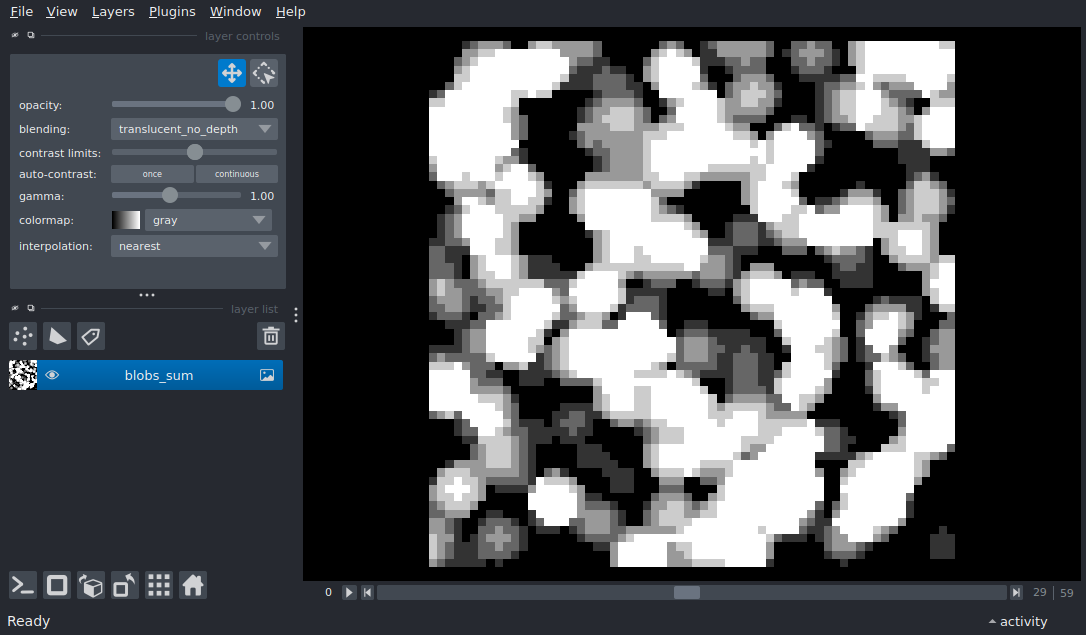 File View Layers Plugins Window Help
layer controls
opacity: 1.00
blending: translucent_no_depth
contrast limits:
auto-contrast: once continuous
gamma: 1.00
colormap: gray
interpolation: nearest
layer list
blobs_sum
0 29 59
Ready activity